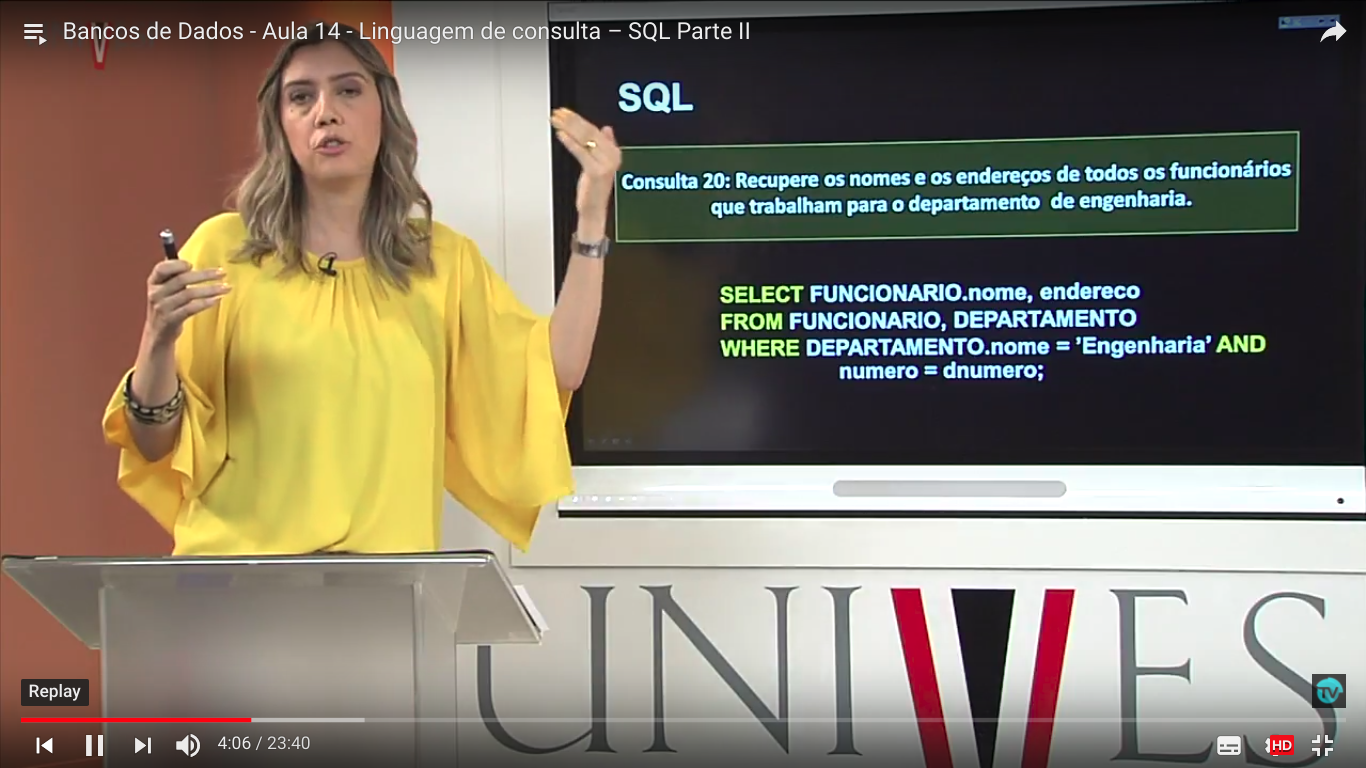 Bancos de Dados - Aula 14 - Linguagem de consulta – SQL Parte II
SQL
Consulta 20: Recupere os nomes e os endereços de todos os funcionários
que trabalham para o departamento de engenharia.
SELECT FUNCIONARIO.nome, endereco
FROM FUNCIONARIO, DEPARTAMENTO
WHERE DEPARTAMENTO.nome = ’Engenharia’ AND
numero = dnumero;
UNIVES
Replay
TV
4:06 / 23:40
HD